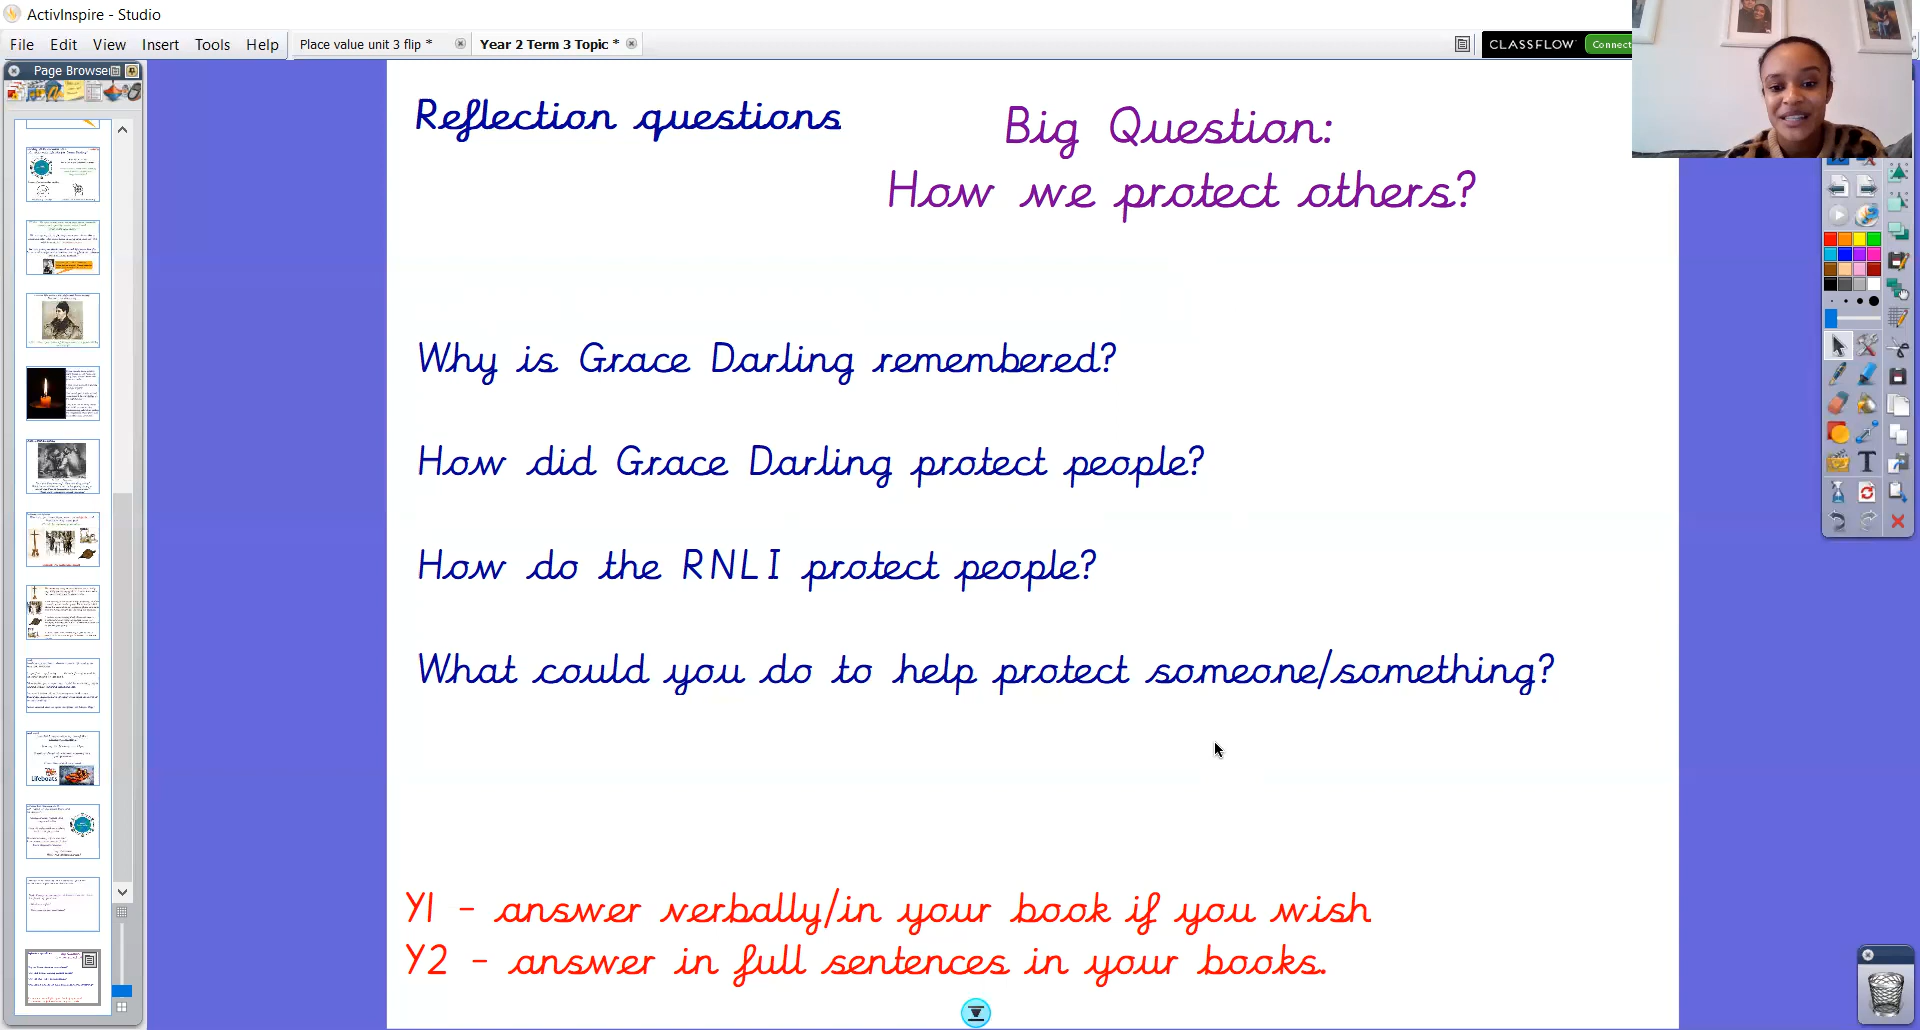 ActivInspire - Studio
File Edit View Insert Tools Help
Place value unit 3 flip *
Year 2 Term 3 Topic *
CLASSFLOW
Connect
Page Browser
Reflection questions
Big Question:
How we protect others?
Why is Grace Darling remembered?
How did Grace Darling protect people?
How do the RNLI protect people?
What could you do to help protect someone/something?
Y1 - answer verbally/in your book if you wish
Y2 - answer in full sentences in your books.
Lifeboats
T